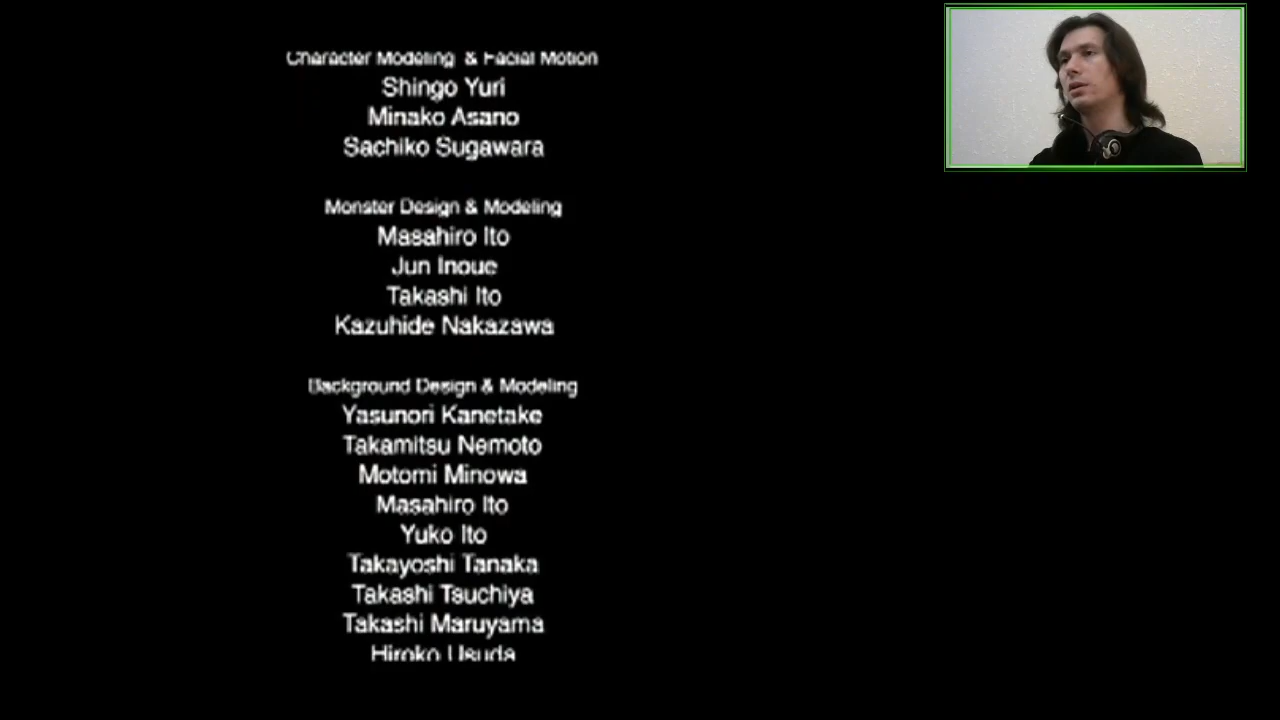 Character Modeling & Facial Motion
Shingo Yuri
Minako Asano
Sachiko Sugawara
Monster Design & Modeling
Masahiro Ito
Jun Inoue
Takashi Ito
Kazuhide Nakazawa
Background Design & Modeling
Yasunori Kanetake
Takamitsu Nemoto
Motomi Minowa
Masahiro Ito
Yuko Ito
Takayoshi Tanaka
Takashi Tsuchiya
Takashi Maruyama
Hiroko Usuda